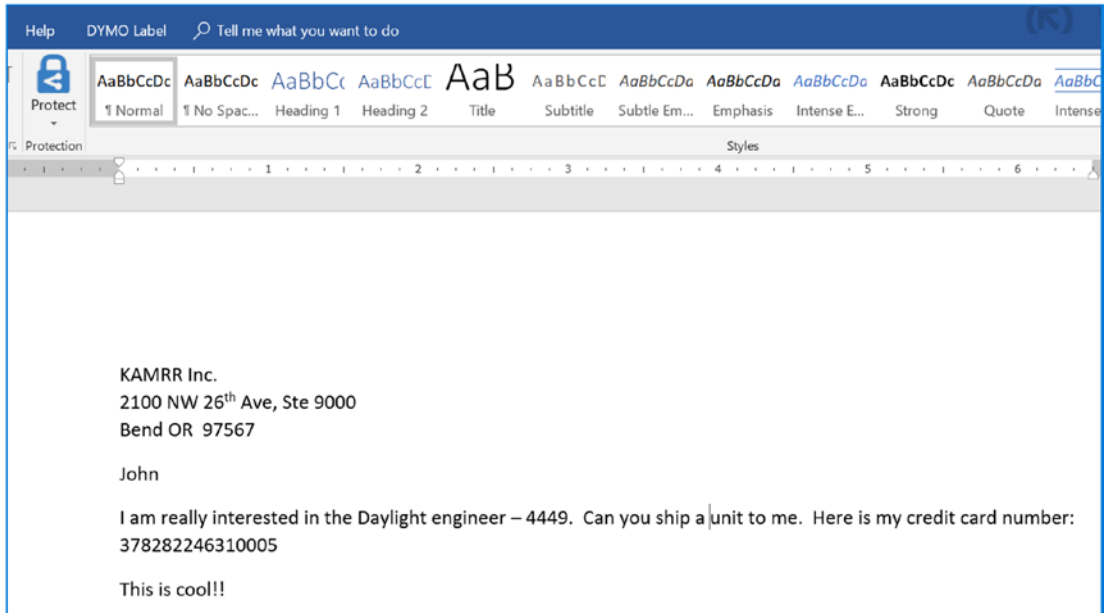 Help DYMO Label Tell me what you want to do
AaBbCcDc AaBbCcDc AaBbC AaBbCcC AaB AaBbCcD AaBbCcDa AaBbCcDa AaBbCcDa AaBbCcDc AaBbCcDa AaBbC
Protect ¶ Normal ¶ No Spac... Heading 1 Heading 2 Title Subtitle Subtle Em... Emphasis Intense E... Strong Quote Intense
Protection Styles
1 2 3 4 5 6
KAMRR Inc.
2100 NW 26th Ave, Ste 9000
Bend OR 97567
John
I am really interested in the Daylight engineer – 4449. Can you ship a unit to me. Here is my credit card number:
378282246310005
This is cool!!